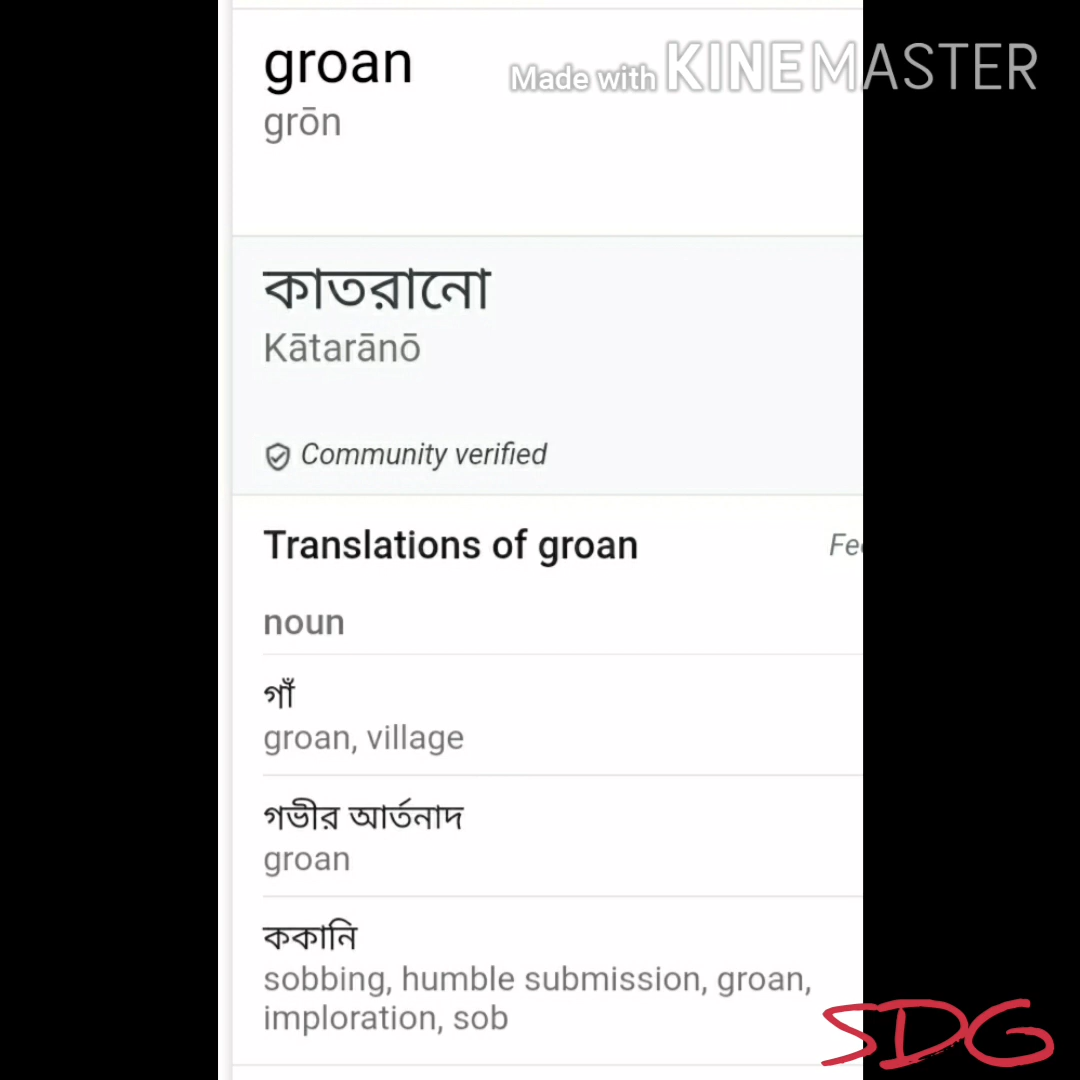 groan
Made with KINEMASTER
grōn
কাতরানো
Kātarānō
Community verified
Translations of groan
noun
গাঁ
groan, village
গভীর আর্তনাদ
groan
ককানি
sobbing, humble submission, groan,
imploration, sob
SDG